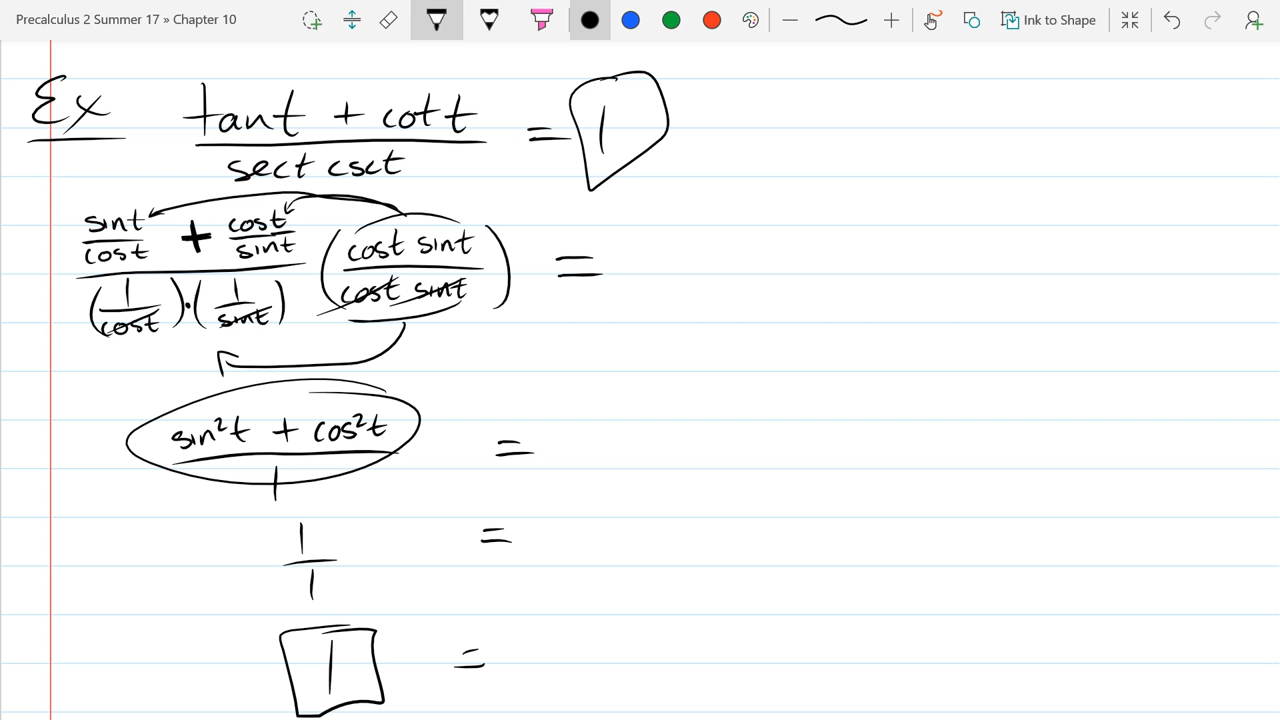 Precalculus 2 Summer 17 » Chapter 10
Ink to Shape
Ex tant + cott / sect csct = 1
sint/cost + cost/sint / (1/cost)·(1/sint) (cost sint / cost sint) =
sin²t + cos²t / 1 =
1 / 1 =
1 =